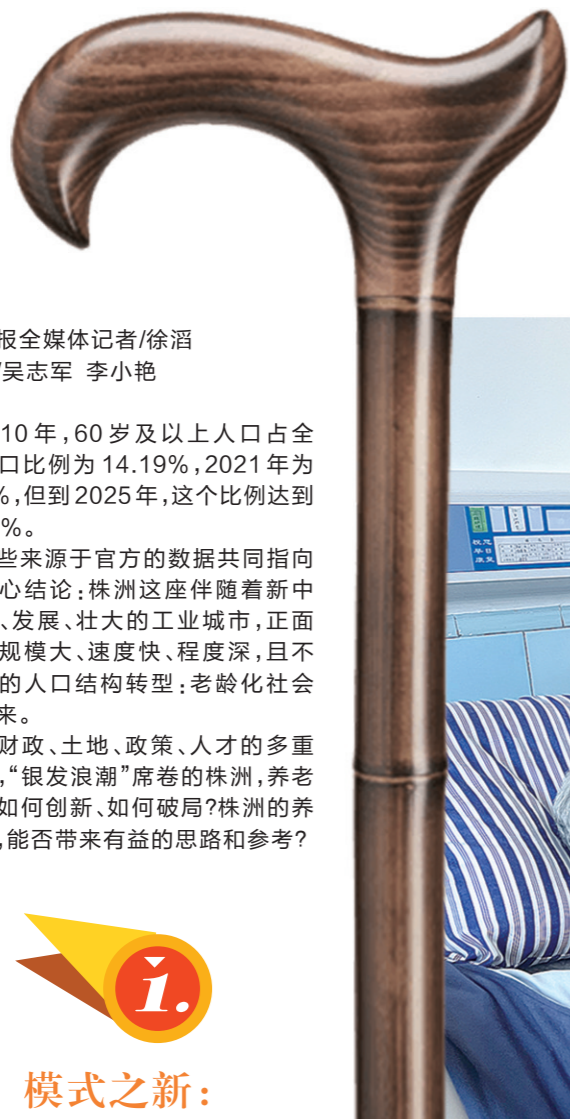 报全媒体记者/徐滔
/吴志军 李小艳
10年,60岁及以上人口占全
口比例为14.19%,2021年为
%,但到2025年,这个比例达到
%。
些来源于官方的数据共同指向
心结论:株洲这座伴随着新中
、发展、壮大的工业城市,正面
规模大、速度快、程度深,且不
的人口结构转型:老龄化社会
来。
财政、土地、政策、人才的多重
,“银发浪潮”席卷的株洲,养老
如何创新、如何破局?株洲的养
,能否带来有益的思路和参考?
1.
模式之新: